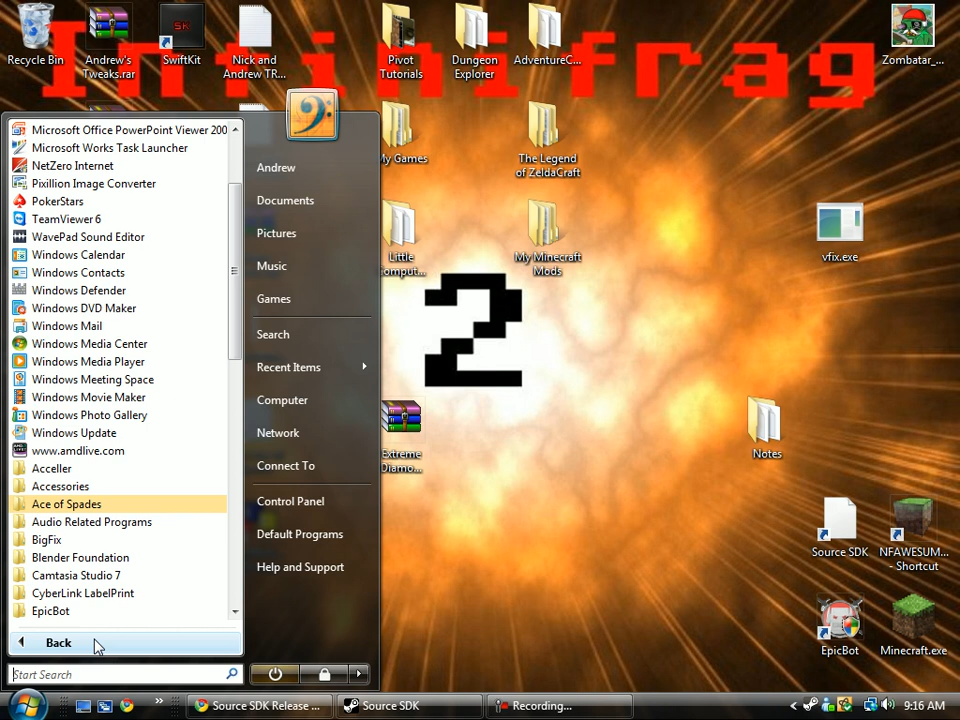 Infinifrag
2
Recycle Bin
Andrew's
Tweaks.rar
SwiftKit
Nick and
Andrew TR...
Pivot
Tutorials
Dungeon
Explorer
AdventureC...
Zombatar_...
My Games
The Legend
of ZeldaCraft
Little
Comput...
My Minecraft
Mods
vfix.exe
Extreme
Diamo...
Notes
Source SDK
NFAWESUM...
- Shortcut
EpicBot
Minecraft.exe
Microsoft Office PowerPoint Viewer 200
Microsoft Works Task Launcher
NetZero Internet
Pixillion Image Converter
PokerStars
TeamViewer 6
WavePad Sound Editor
Windows Calendar
Windows Contacts
Windows Defender
Windows DVD Maker
Windows Mail
Windows Media Center
Windows Media Player
Windows Meeting Space
Windows Movie Maker
Windows Photo Gallery
Windows Update
www.amdlive.com
Acceller
Accessories
Ace of Spades
Audio Related Programs
BigFix
Blender Foundation
Camtasia Studio 7
CyberLink LabelPrint
EpicBot
Back
Start Search
Andrew
Documents
Pictures
Music
Games
Search
Recent Items
Computer
Network
Connect To
Control Panel
Default Programs
Help and Support
Source SDK Release ...
Source SDK
Recording...
9:16 AM